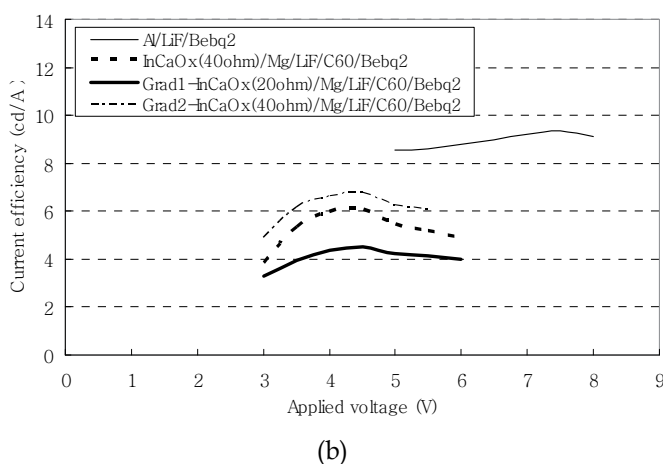 14
12
10
8
6
4
2
0
Current efficiency (cd/A)
Al/LiF/Bebq2
InCaOx(40ohm)/Mg/LiF/C60/Bebq2
Grad1-InCaOx(20ohm)/Mg/LiF/C60/Bebq2
Grad2-InCaOx(40ohm)/Mg/LiF/C60/Bebq2
0 1 2 3 4 5 6 7 8 9
Applied voltage (V)
(b)